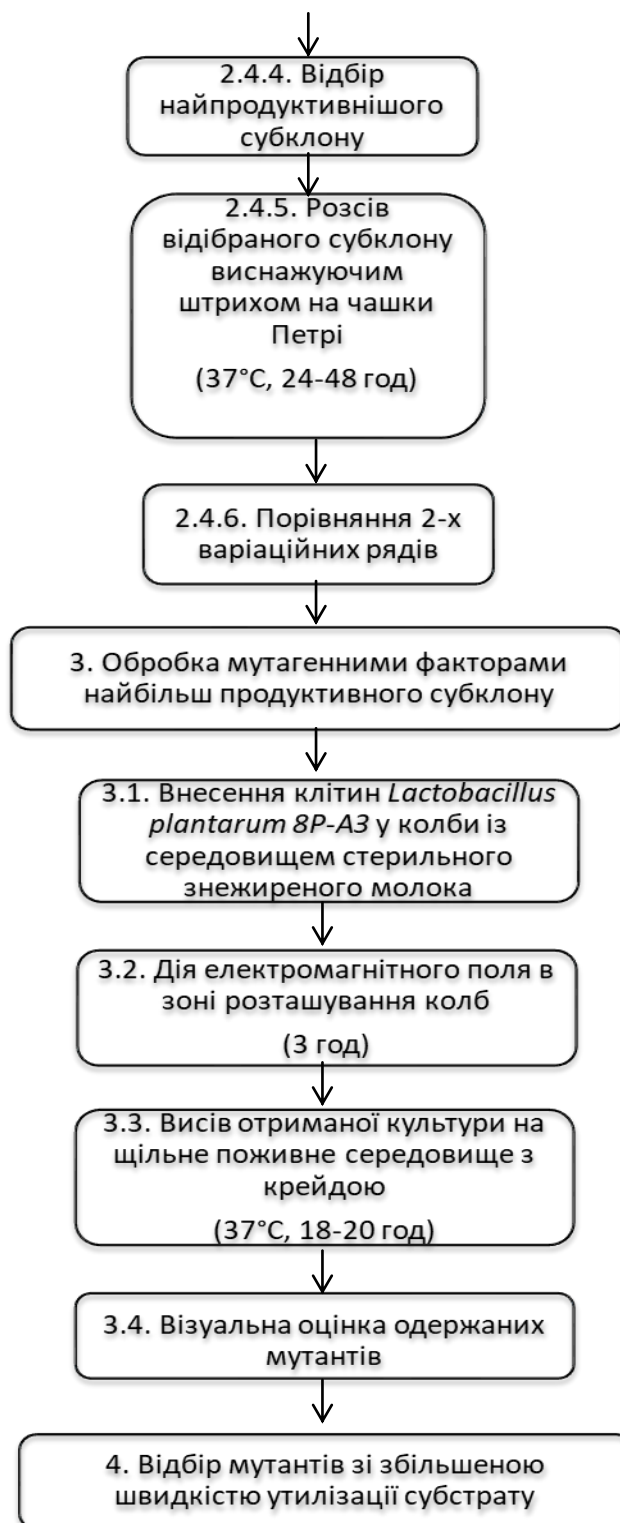 2.4.4. Відбір
найпродуктивнішого
субклону
2.4.5. Розсів
відібраного субклону
виснажуючим
штрихом на чашки
Петрі
(37°C, 24-48 год)
2.4.6. Порівняння 2-х
варіаційних рядів
3. Обробка мутагенними факторами
найбільш продуктивного субклону
3.1. Внесення клітин Lactobacillus
plantarum 8P-A3 у колби із
середовищем стерильного
знежиреного молока
3.2. Дія електромагнітного поля в
зоні розташування колб
(3 год)
3.3. Висів отриманої культури на
щільне поживне середовище з
крейдою
(37°C, 18-20 год)
3.4. Візуальна оцінка одержаних
мутантів
4. Відбір мутантів зі збільшеною
швидкістю утилізації субстрату